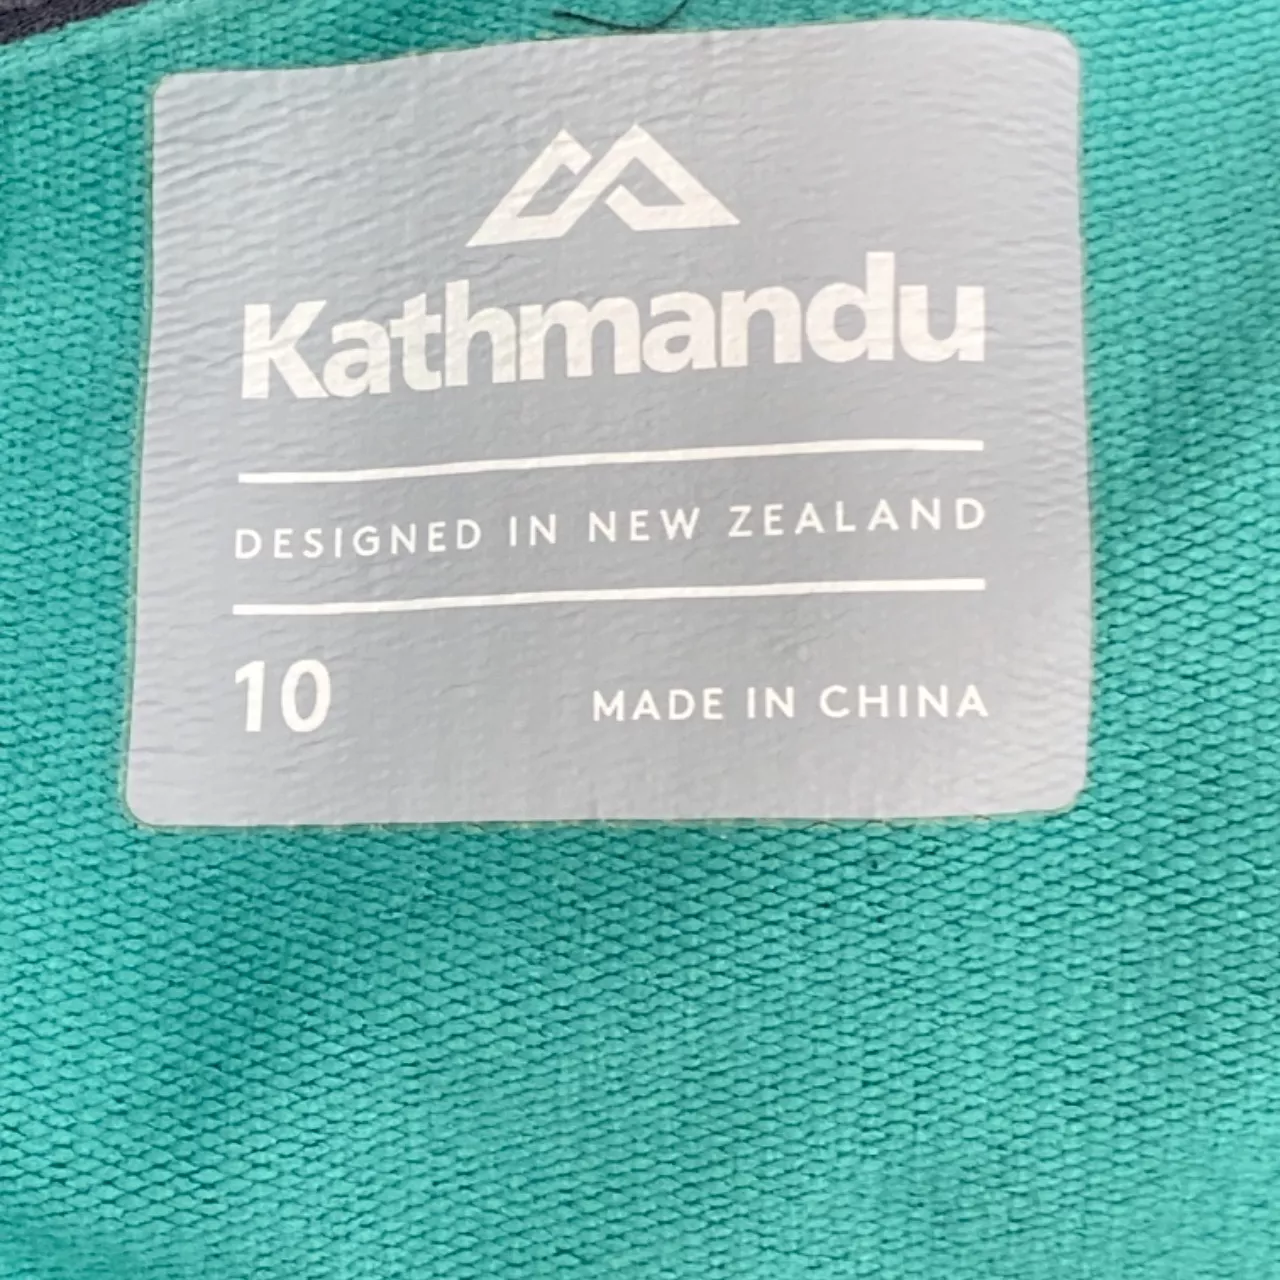 Kathmandu
DESIGNED IN NEW ZEALAND
10 MADE IN CHINA